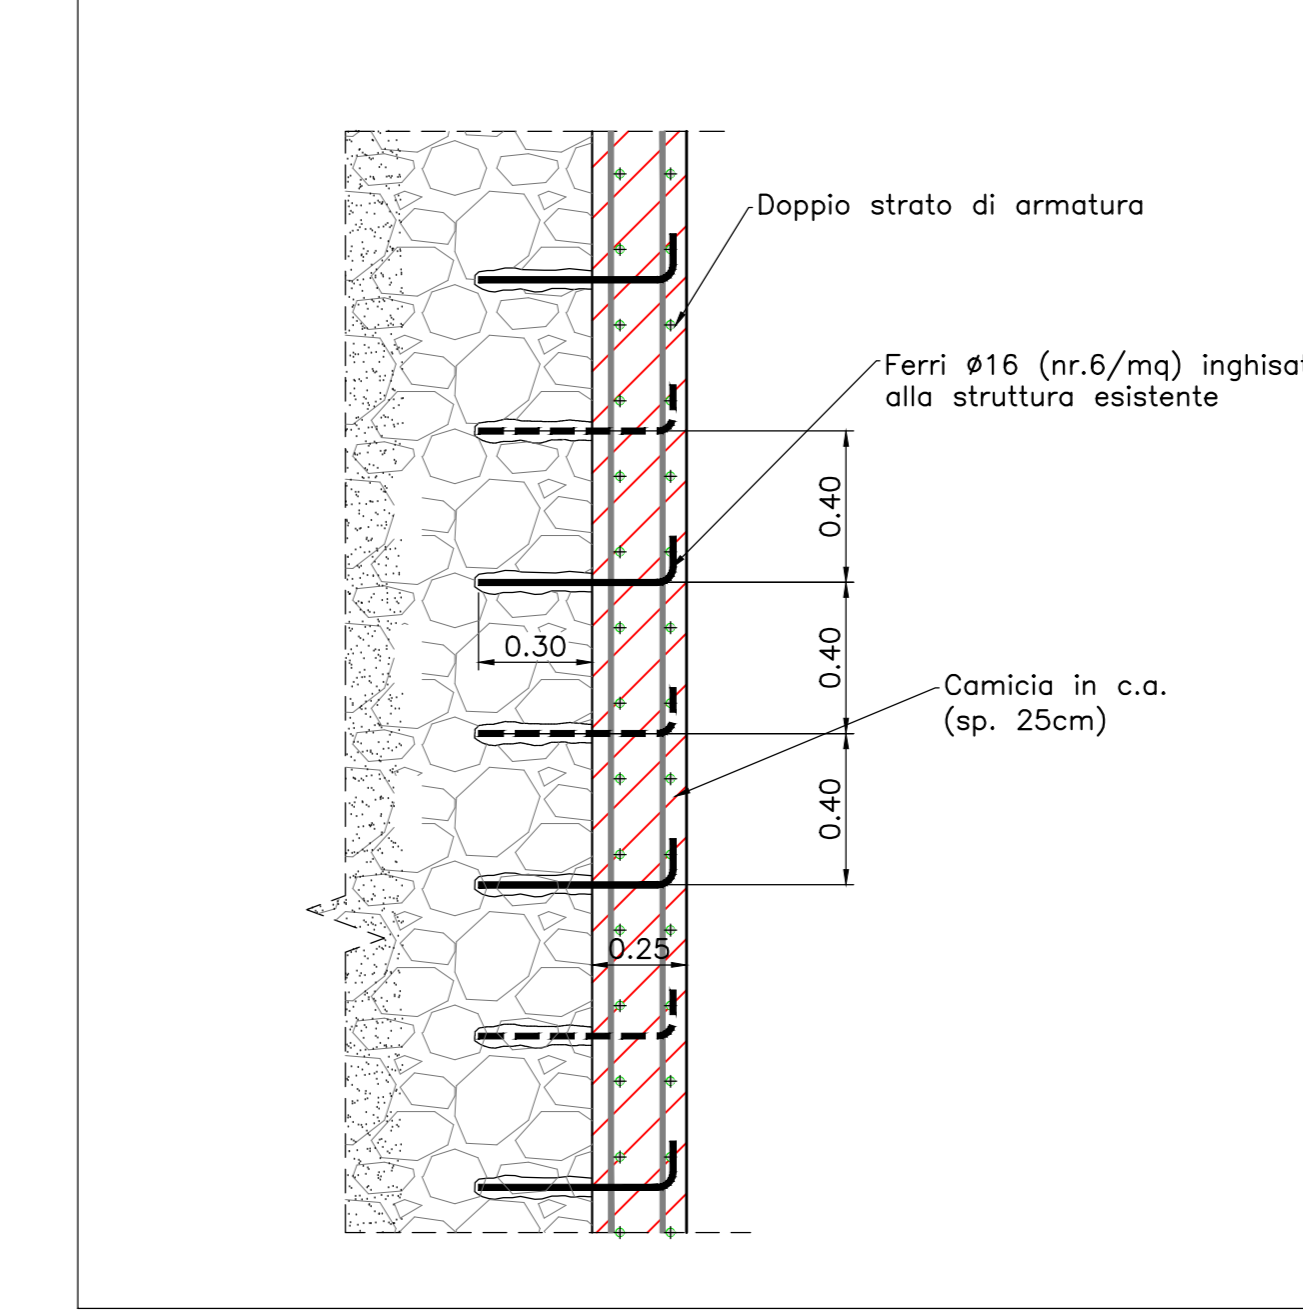 Doppio strato di armatura
Ferri ø16 (nr.6/mq) inghisat
alla struttura esistente
0.40
0.40
0.30
Camicia in c.a.
(sp. 25cm)
0.40
0.25